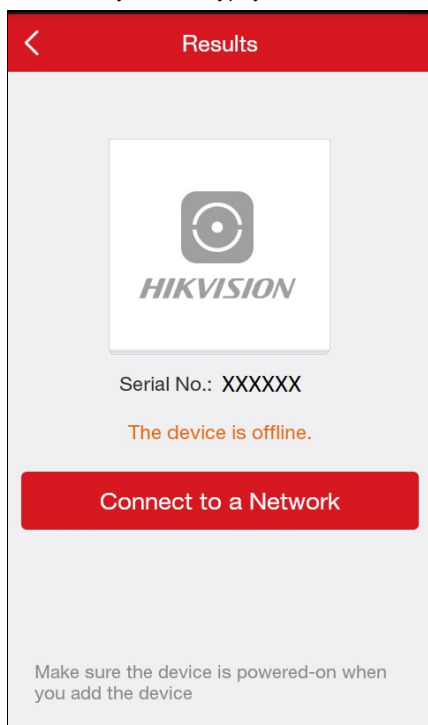 Results
HIKVISION
Serial No.: XXXXXX
The device is offline.
Connect to a Network
Make sure the device is powered-on when
you add the device